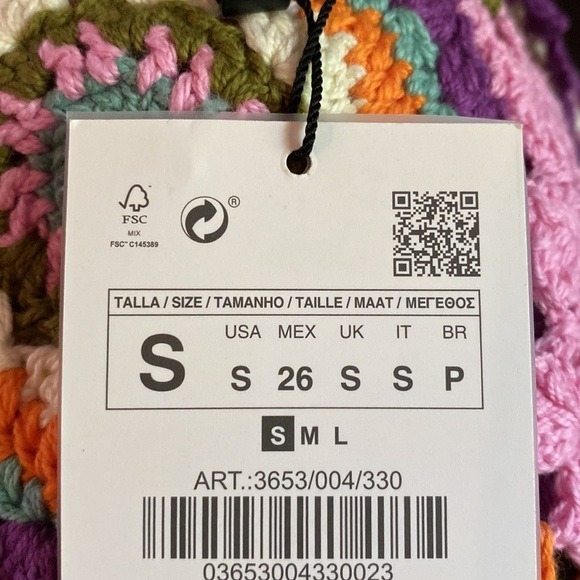 FSC
MIX
FSC™ C145389
®
TALLA / SIZE / TAMANHO / TAILLE / MAAT / ΜΕΓΕΘΟΣ
S
USA MEX UK IT BR
S 26 S S P
S M L
ART.:3653/004/330
03653004330023